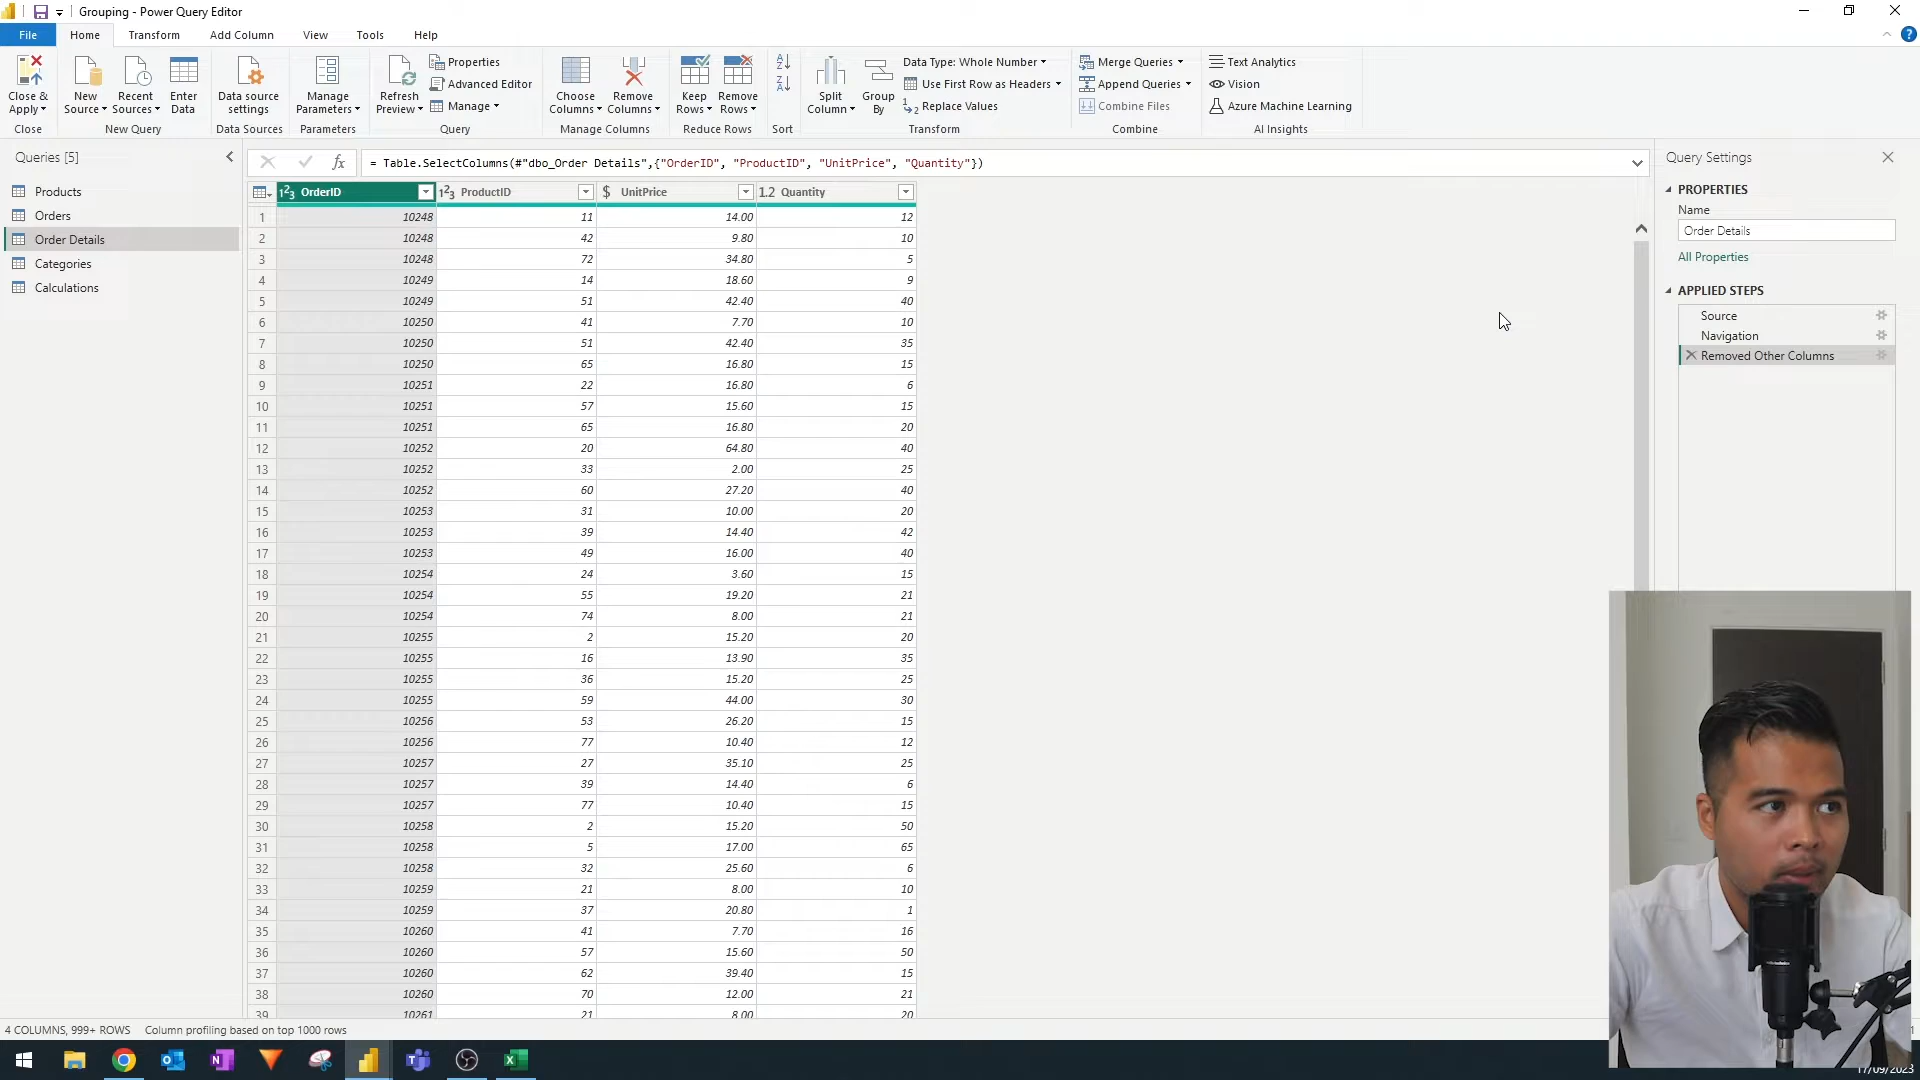 Grouping - Power Query Editor
File Home Transform Add Column View Tools Help
Close & Apply
New Source
Recent Sources
Enter Data
Data source settings
Manage Parameters
Refresh Preview
Properties
Advanced Editor
Manage
Choose Columns
Remove Columns
Keep Rows
Remove Rows
Split Column
Group By
Data Type: Whole Number
Use First Row as Headers
Replace Values
Merge Queries
Append Queries
Combine Files
Text Analytics
Vision
Azure Machine Learning
Close New Query Data Sources Parameters Query Manage Columns Reduce Rows Sort Transform Combine AI Insights
Queries [5]
Products
Orders
Order Details
Categories
Calculations
= Table.SelectColumns(#"dbo_Order Details",{"OrderID", "ProductID", "UnitPrice", "Quantity"})
OrderID ProductID $ UnitPrice 1.2 Quantity
1 10248 11 14.00 12
2 10248 42 9.80 10
3 10248 72 34.80 5
4 10249 14 18.60 9
5 10249 51 42.40 40
6 10250 41 7.70 10
7 10250 51 42.40 35
8 10250 65 16.80 15
9 10251 22 16.80 6
10 10251 57 15.60 15
11 10251 65 16.80 20
12 10252 20 64.80 40
13 10252 33 2.00 25
14 10252 60 27.20 40
15 10253 31 10.00 20
16 10253 39 14.40 42
17 10253 49 16.00 40
18 10254 24 3.60 15
19 10254 55 19.20 21
20 10254 74 8.00 21
21 10255 2 15.20 20
22 10255 16 13.90 35
23 10255 36 15.20 25
24 10255 59 44.00 30
25 10256 53 26.20 15
26 10256 77 10.40 12
27 10257 27 35.10 25
28 10257 39 14.40 6
29 10257 77 10.40 15
30 10258 2 15.20 50
31 10258 5 17.00 65
32 10258 32 25.60 6
33 10259 21 8.00 10
34 10259 37 20.80 1
35 10260 41 7.70 16
36 10260 57 15.60 50
37 10260 62 39.40 15
38 10260 70 12.00 21
39 10261 21 8.00 20
Query Settings
PROPERTIES
Name
Order Details
All Properties
APPLIED STEPS
Source
Navigation
Removed Other Columns
4 COLUMNS, 999+ ROWS Column profiling based on top 1000 rows
17/09/2023